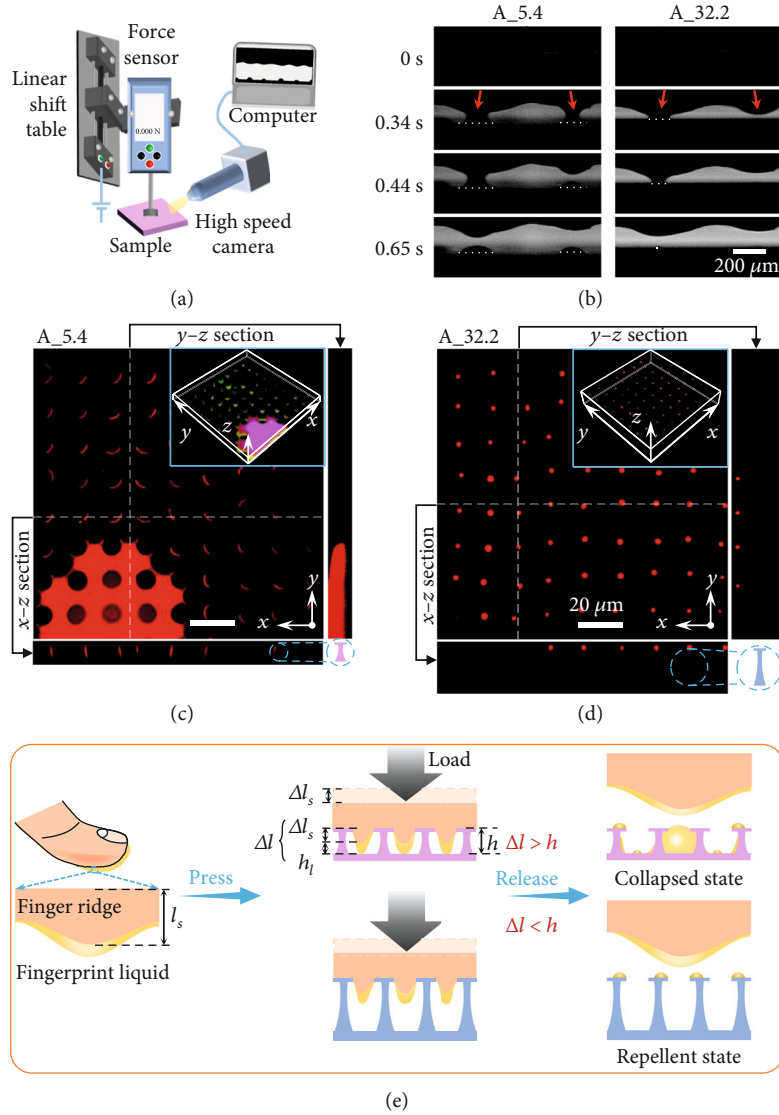 Force
sensor
Linear
shift
table
0.000 N
Computer
High speed
camera
Sample
(a)
A_5.4
A_32.2
0 s
0.34 s
0.44 s
0.65 s
200 μm
(b)
A_5.4
y–z section
x–z section
x
y
z
y
x
(c)
A_32.2
y–z section
x–z section
x
y
z
20 μm
y
x
(d)
Load
Δl_s
Δl
Δl_s
h_l
h
Δl > h
Press
Release
Δl < h
Finger ridge
l_s
Fingerprint liquid
Collapsed state
Repellent state
(e)